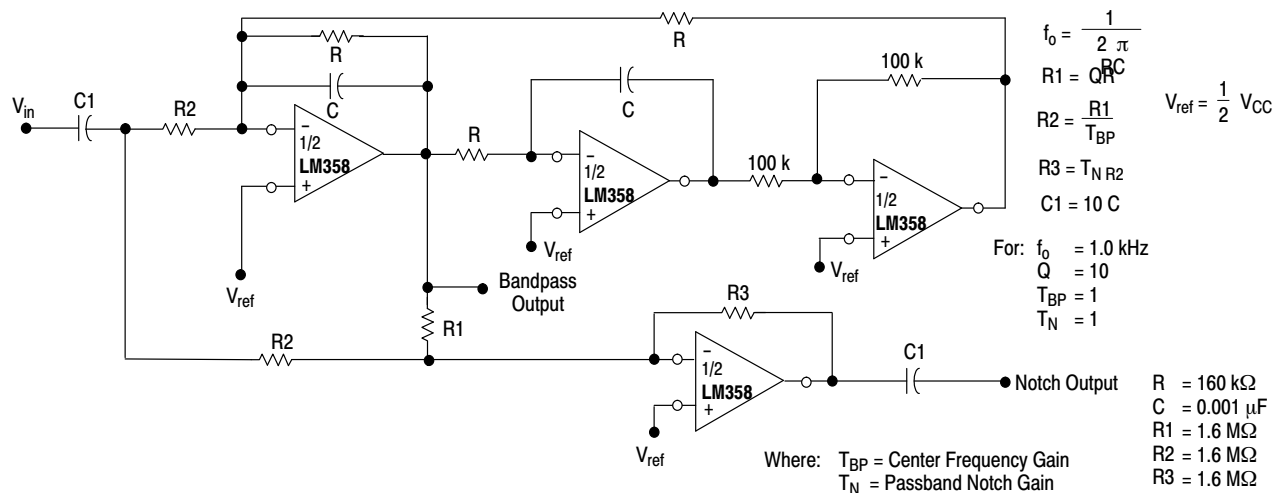 R
R
C
V_in
C1
R2
1/2
LM358
V_ref
R
C
1/2
LM358
V_ref
100 k
100 k
1/2
LM358
V_ref
Bandpass
Output
R1
R2
R3
1/2
LM358
V_ref
C1
Notch Output
f_o = 1 / 2 π RC
R1 = QR
R2 = R1 / T_BP
R3 = T_N R2
C1 = 10 C
V_ref = 1/2 V_CC
For: f_o = 1.0 kHz
Q = 10
T_BP = 1
T_N = 1
R = 160 kΩ
C = 0.001 μF
R1 = 1.6 MΩ
R2 = 1.6 MΩ
R3 = 1.6 MΩ
Where: T_BP = Center Frequency Gain
T_N = Passband Notch Gain